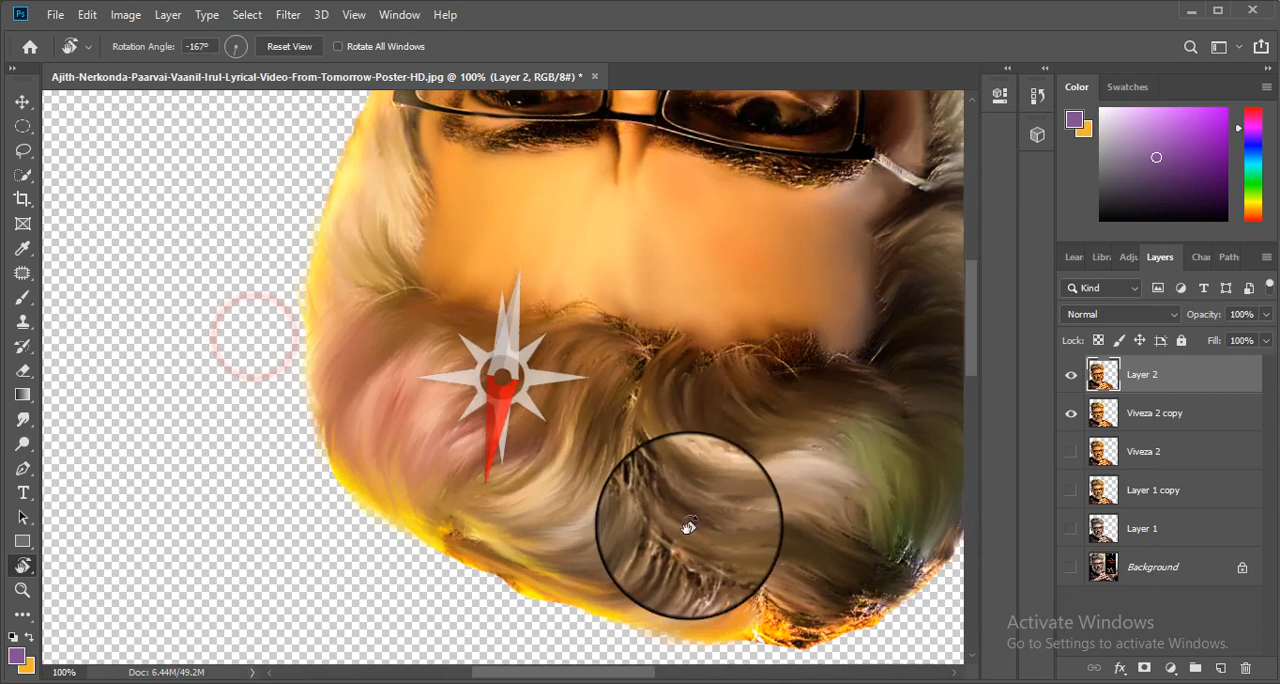 Ps File Edit Image Layer Type Select Filter 3D View Window Help
Rotation Angle: -167° Reset View Rotate All Windows
Ajith-Nerkonda-Paarvai-Vaanil-Irul-Lyrical-Video-From-Tomorrow-Poster-HD.jpg @ 100% (Layer 2, RGB/8#) * ×
Color Swatches
Lear Libra Adju Layers Char Path
Kind
Normal Opacity: 100%
Lock: Fill: 100%
Layer 2
Viveza 2 copy
Viveza 2
Layer 1 copy
Layer 1
Background
Activate Windows
Go to Settings to activate Windows.
100% Doc: 6.44M/49.2M